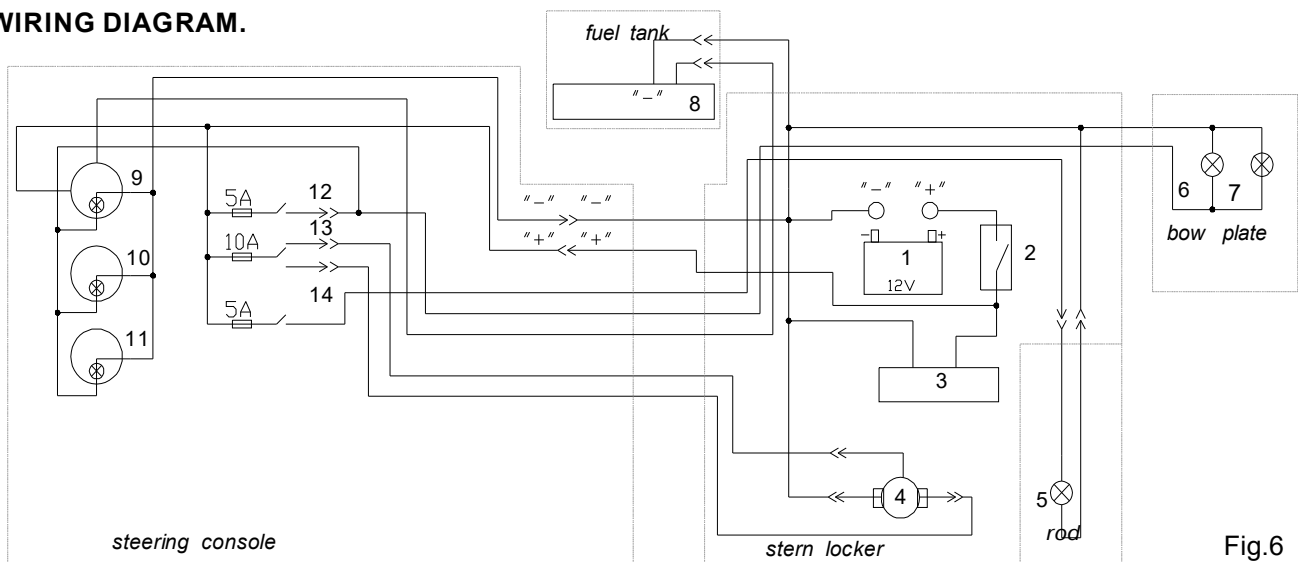 WIRING DIAGRAM.
fuel tank
"-" 8
9
10
11
5A
12
10A
13
5A
14
"-" "-"
"+" "+"
"-" "+"
- +
1
12V
2
3
4
5
6 7
bow plate
rod
steering console
stern locker
Fig.6